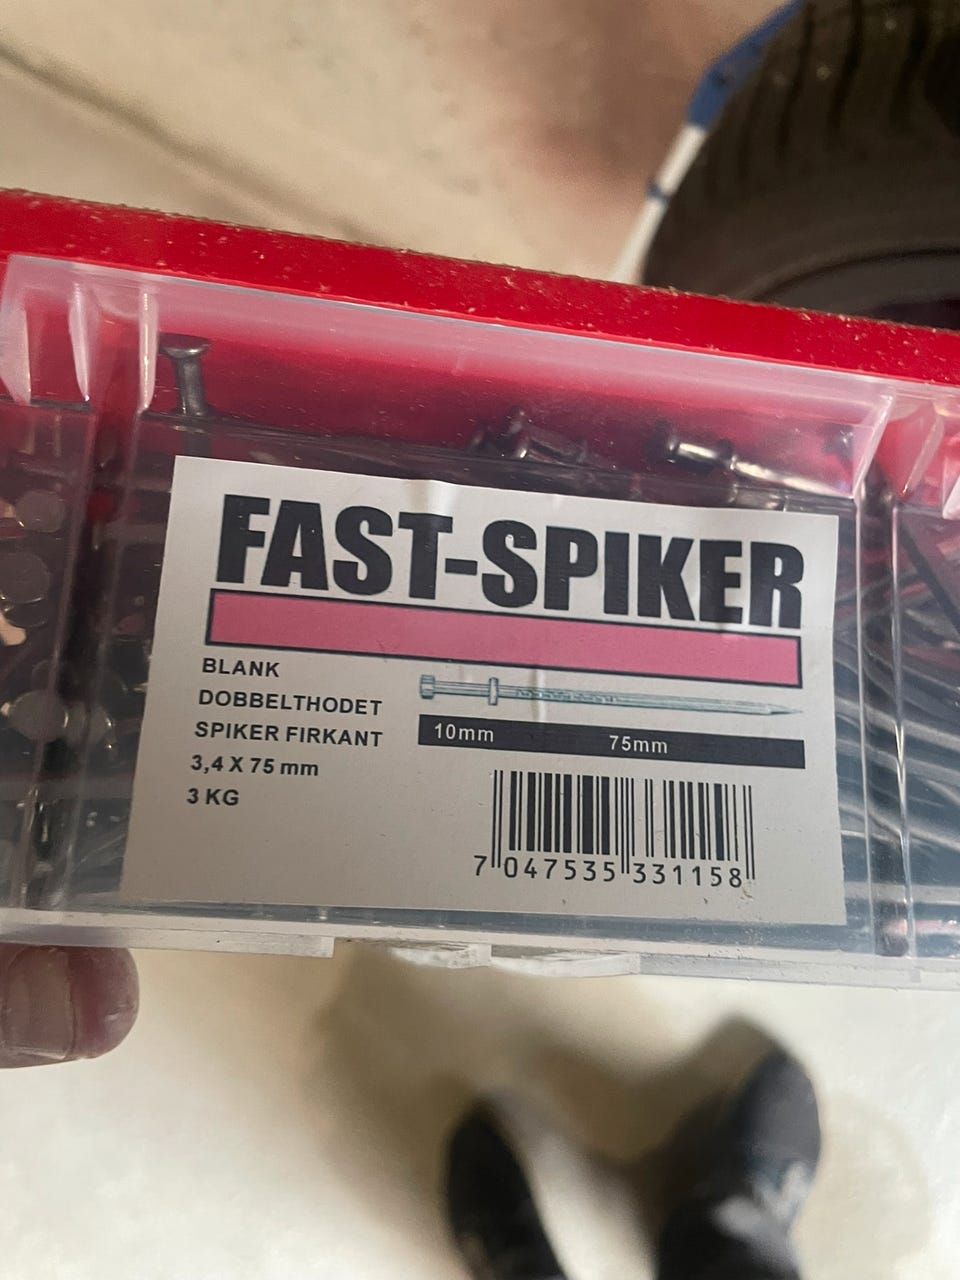 FAST-SPIKER
BLANK
DOBBELTHODET
SPIKER FIRKANT
3,4 X 75 mm
3 KG
10mm 75mm
7 047535 331158